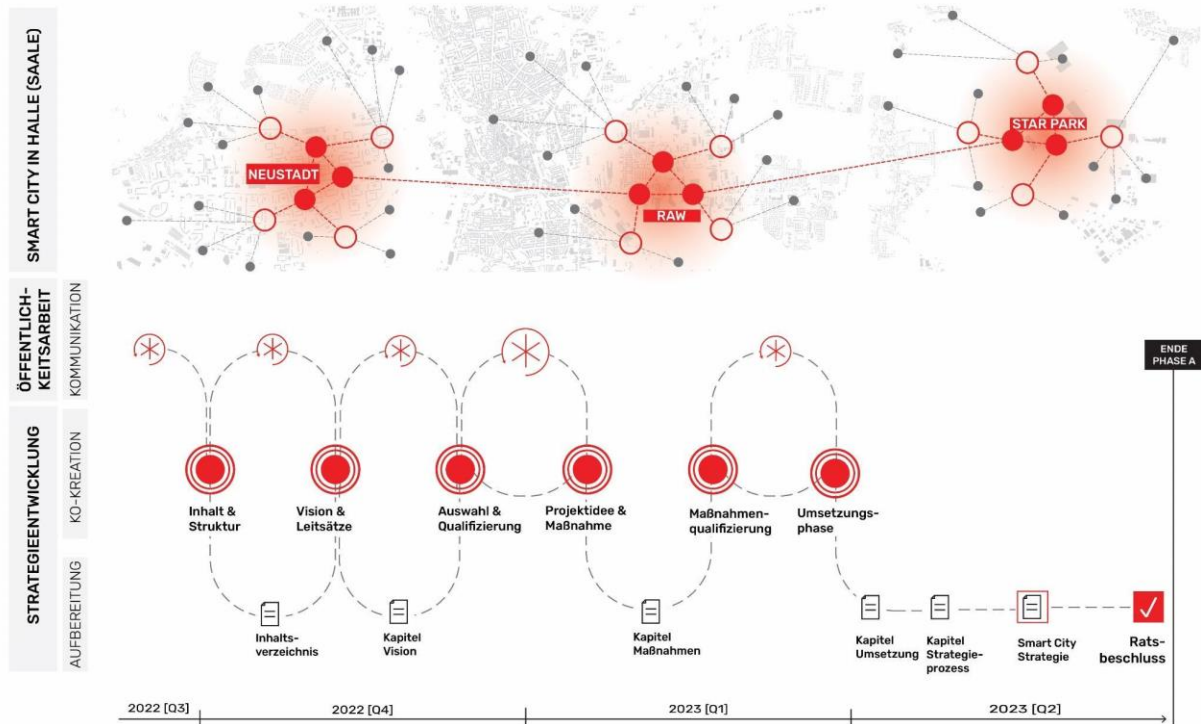 SMART CITY IN HALLE (SAALE)
NEUSTADT
RAW
STAR PARK
ÖFFENTLICH-
KEITSARBEIT
KOMMUNIKATION
ENDE
PHASE A
STRATEGIEENTWICKLUNG
KO-KREATION
Inhalt &
Struktur
Vision &
Leitsätze
Auswahl &
Qualifizierung
Projektidee &
Maßnahme
Maßnahmen-
qualifizierung
Umsetzungs-
phase
AUFBEREITUNG
Inhalts-
verzeichnis
Kapitel
Vision
Kapitel
Maßnahmen
Kapitel
Umsetzung
Kapitel
Strategie-
prozess
Smart City
Strategie
Rats-
beschluss
2022 [Q3]
2022 [Q4]
2023 [Q1]
2023 [Q2]